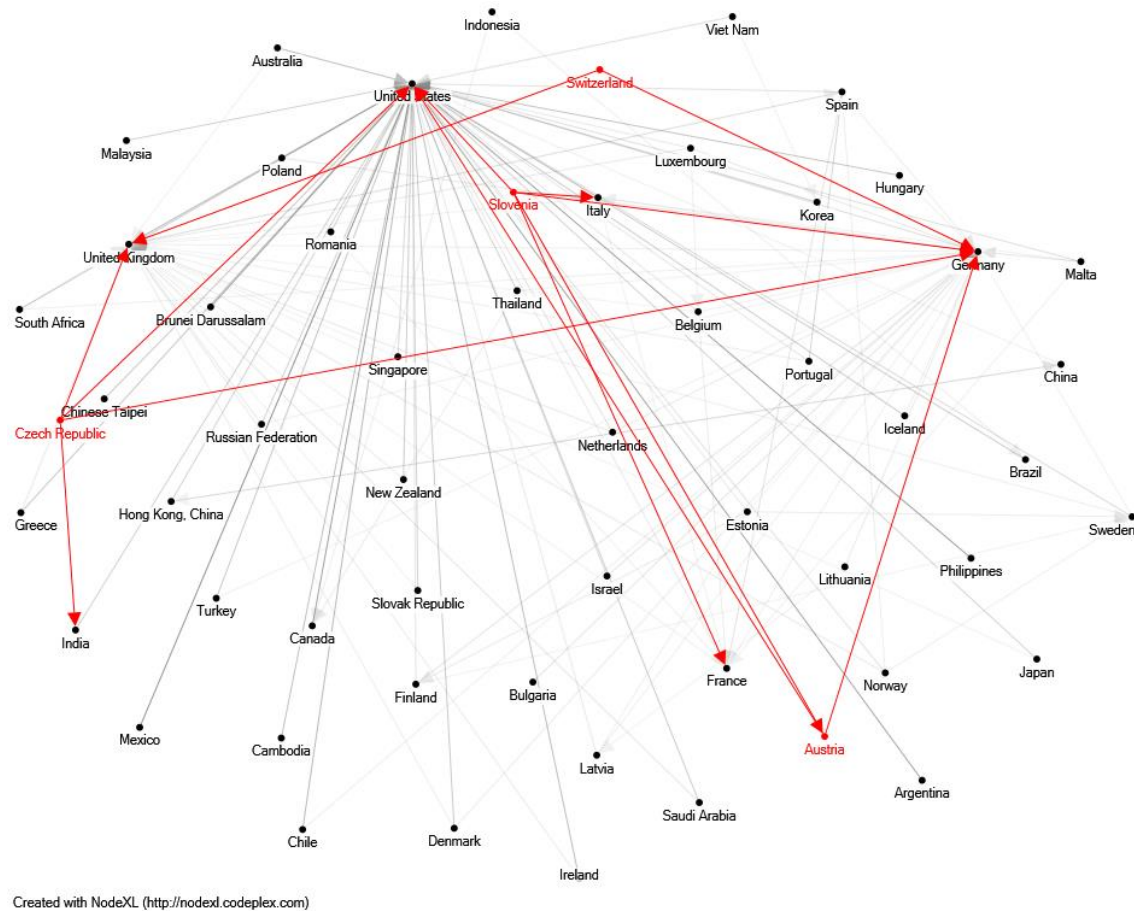 Indonesia
Viet Nam
Australia
Switzerland
United States
Spain
Malaysia
Poland
Luxembourg
Hungary
Slovenia
Italy
Korea
Romania
United Kingdom
Germany
Malta
Thailand
South Africa
Brunei Darussalam
Belgium
Singapore
Portugal
China
Chinese Taipei
Czech Republic
Russian Federation
Netherlands
Iceland
Brazil
New Zealand
Hong Kong, China
Greece
Estonia
Sweden
Philippines
Lithuania
Israel
Slovak Republic
Turkey
Canada
India
France
Norway
Japan
Finland
Bulgaria
Mexico
Cambodia
Austria
Latvia
Argentina
Saudi Arabia
Chile
Denmark
Ireland
Created with NodeXL (http://nodexl.codeplex.com)